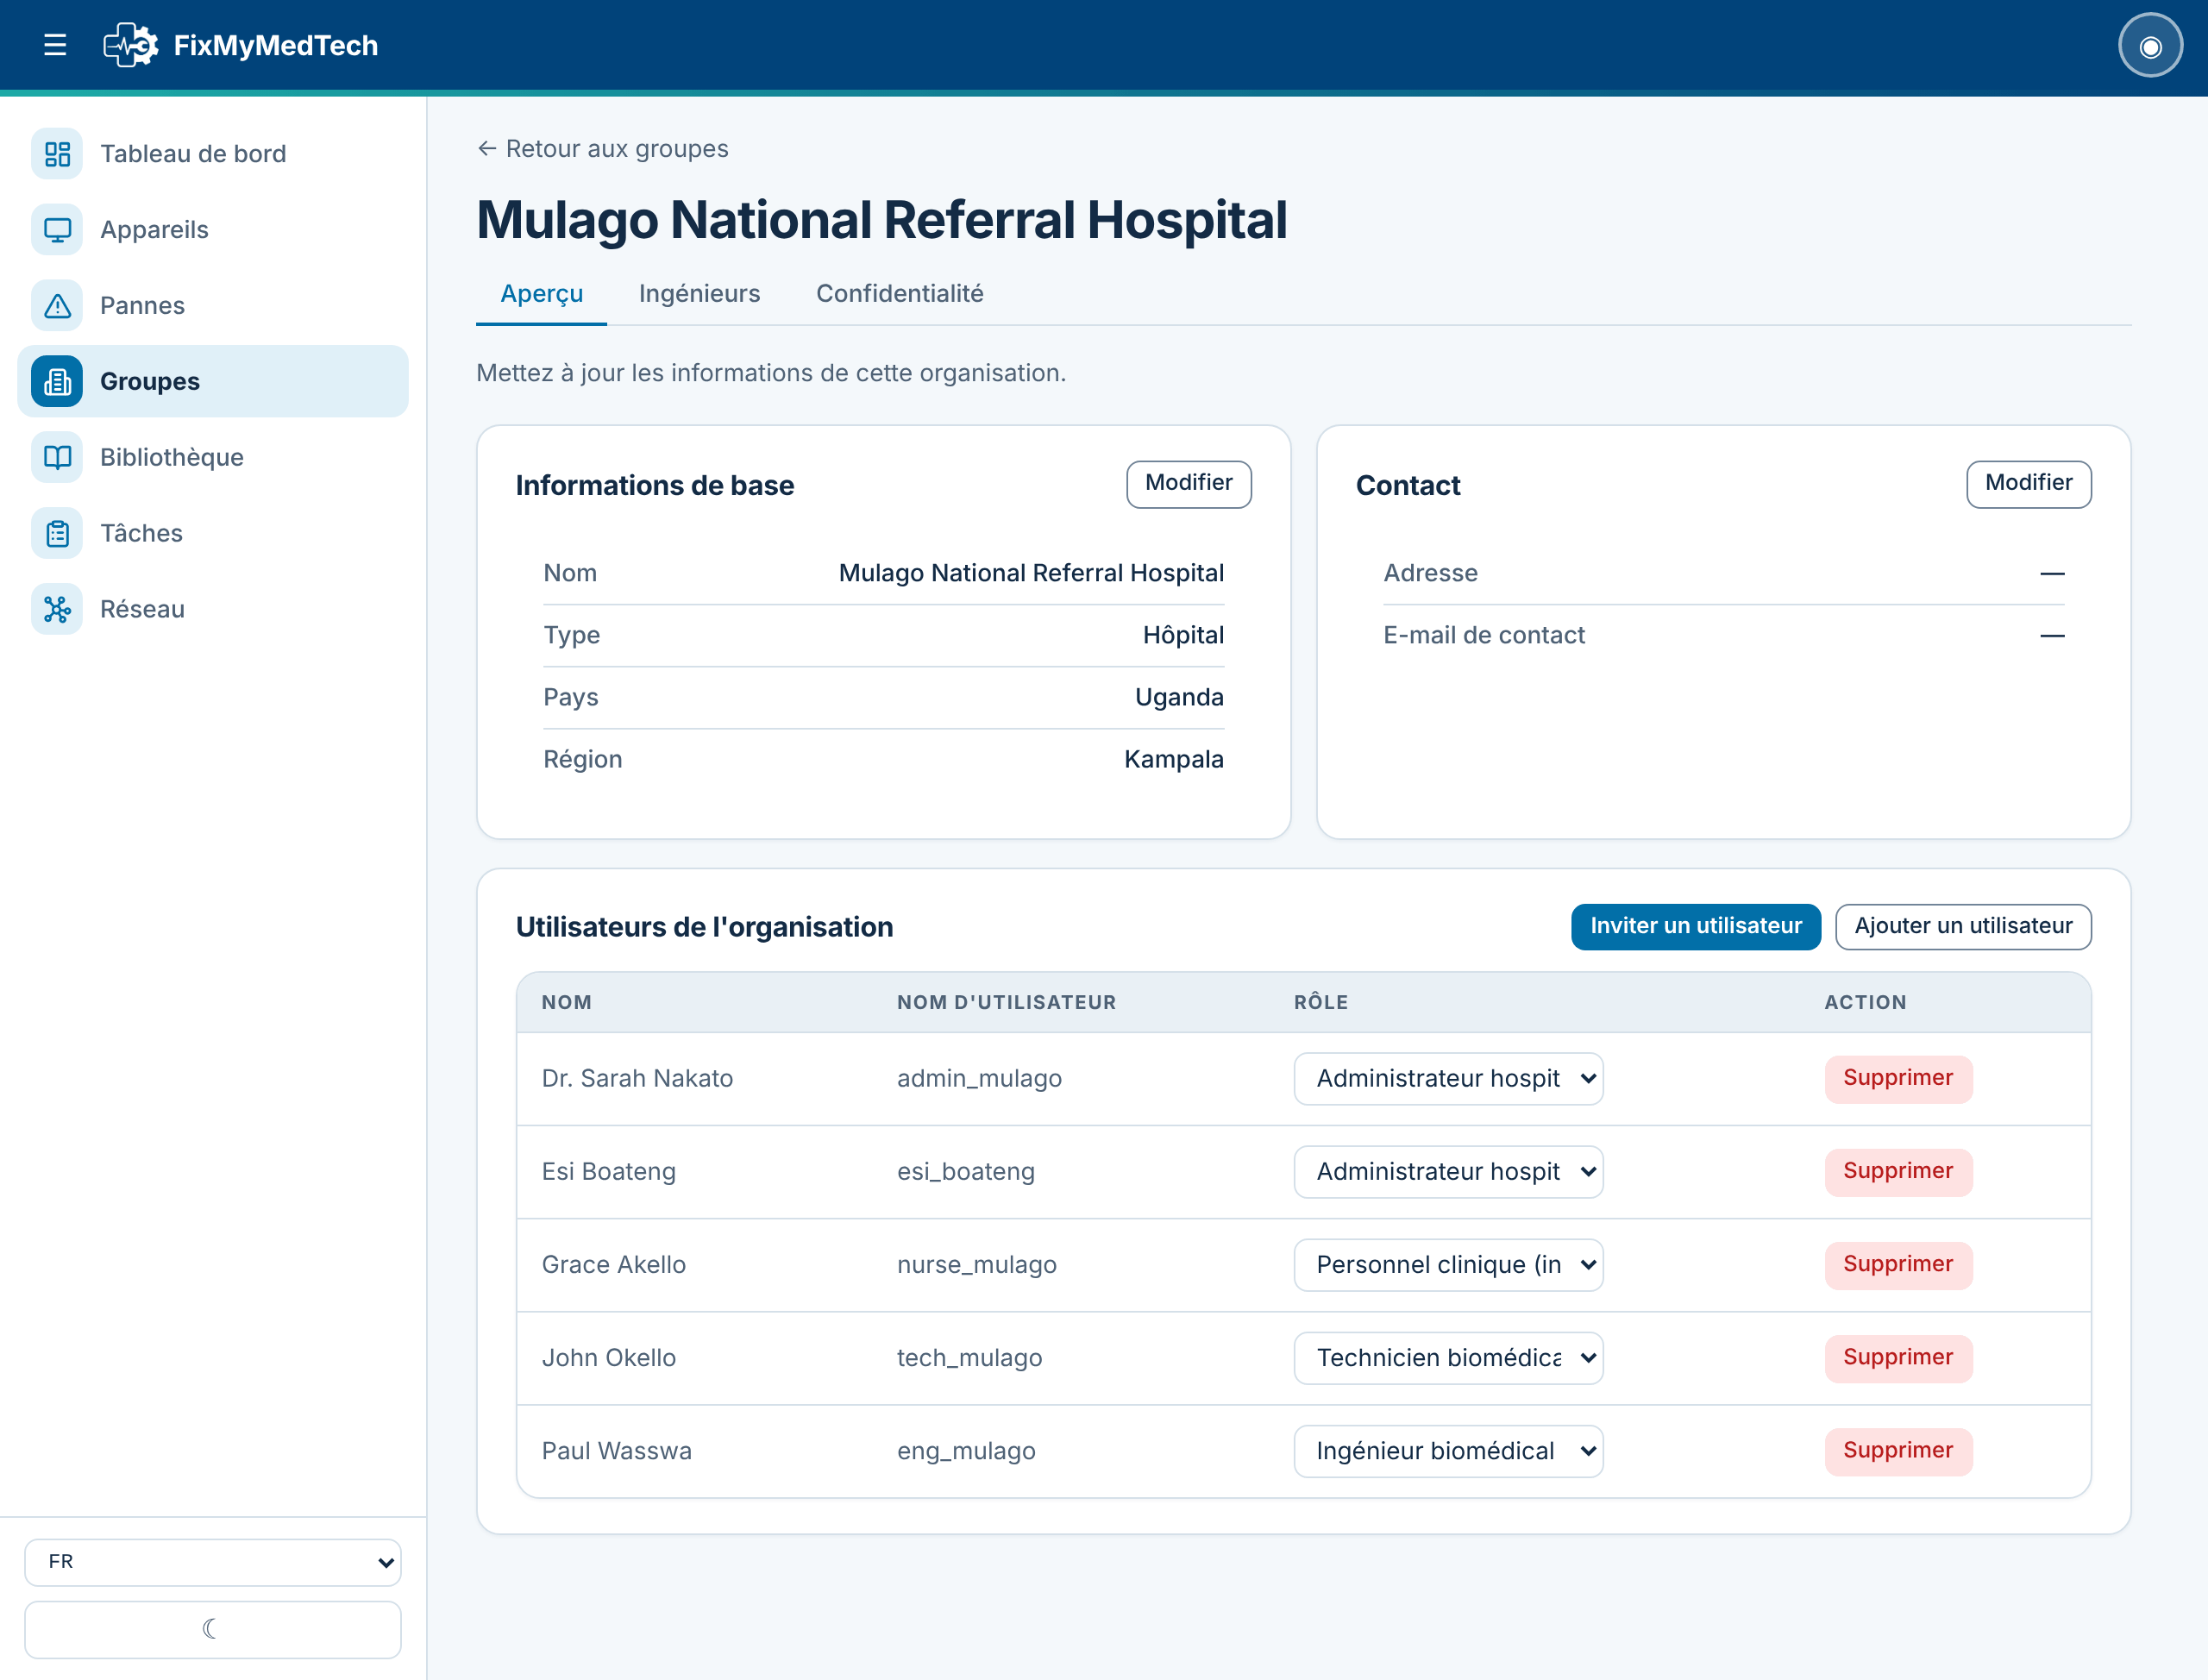 FixMyMedTech
Tableau de bord
Appareils
Pannes
Groupes
Bibliothèque
Tâches
Réseau
FR
← Retour aux groupes
Mulago National Referral Hospital
Aperçu Ingénieurs Confidentialité
Mettez à jour les informations de cette organisation.
Informations de base Modifier
Nom Mulago National Referral Hospital
Type Hôpital
Pays Uganda
Région Kampala
Contact Modifier
Adresse —
E-mail de contact —
Utilisateurs de l'organisation Inviter un utilisateur Ajouter un utilisateur
NOM NOM D'UTILISATEUR RÔLE ACTION
Dr. Sarah Nakato admin_mulago Administrateur hospit Supprimer
Esi Boateng esi_boateng Administrateur hospit Supprimer
Grace Akello nurse_mulago Personnel clinique (in Supprimer
John Okello tech_mulago Technicien biomédica Supprimer
Paul Wasswa eng_mulago Ingénieur biomédical Supprimer